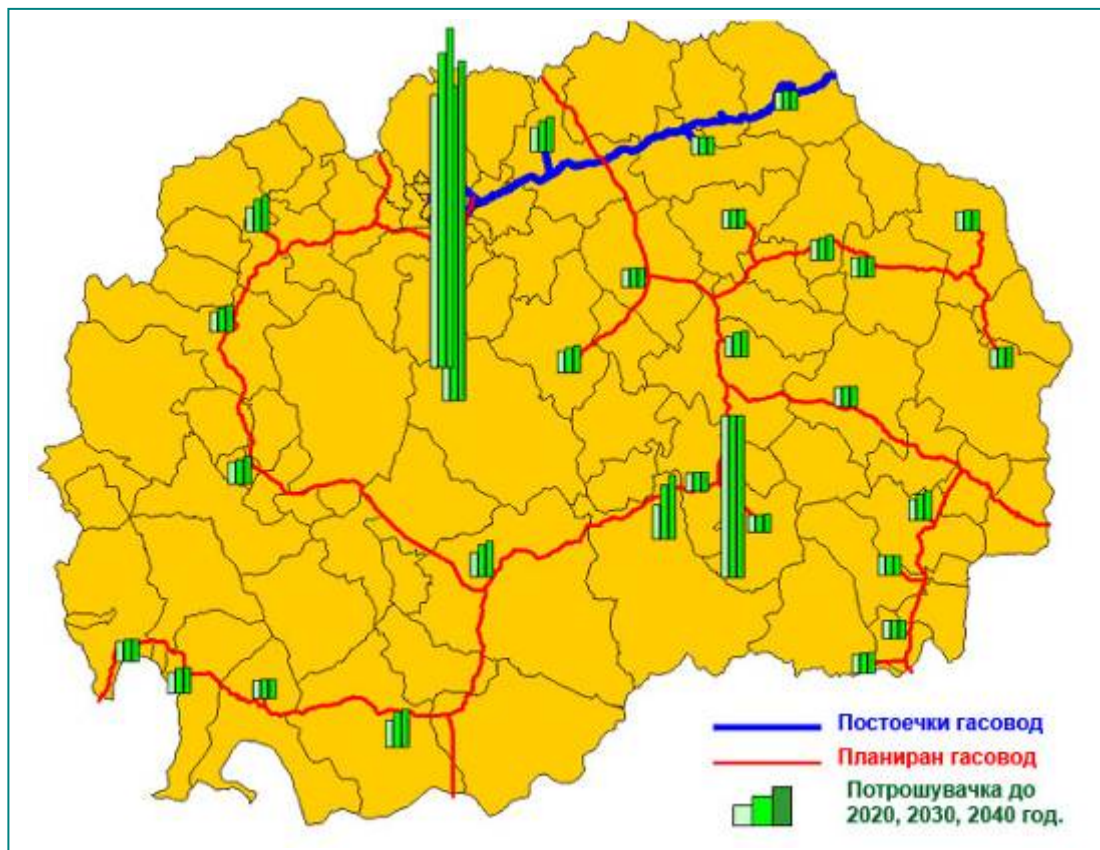 Постоечки гасовод
Планиран гасовод
Потрошувачка до
2020, 2030, 2040 год.